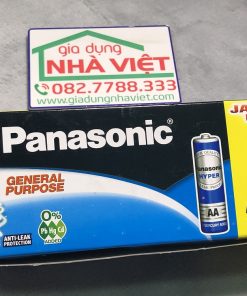 gia dụng
NHÀ VIỆT
082.7788.333
www.giadungnhaviet.com
Panasonic
JA
GENERAL
PURPOSE
ANTI-LEAK
PROTECTION
0%
Pb Hg Cd
ADDED
Panasonic
HYPER
AA